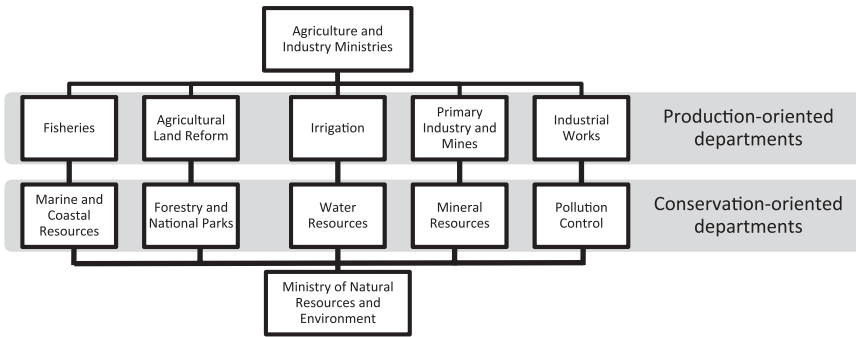 Agriculture and
Industry Ministries
Fisheries
Agricultural
Land Reform
Irrigation
Primary
Industry and
Mines
Industrial
Works
Production-oriented
departments
Marine and
Coastal
Resources
Forestry and
National Parks
Water
Resources
Mineral
Resources
Pollution
Control
Conservation-oriented
departments
Ministry of Natural
Resources and
Environment